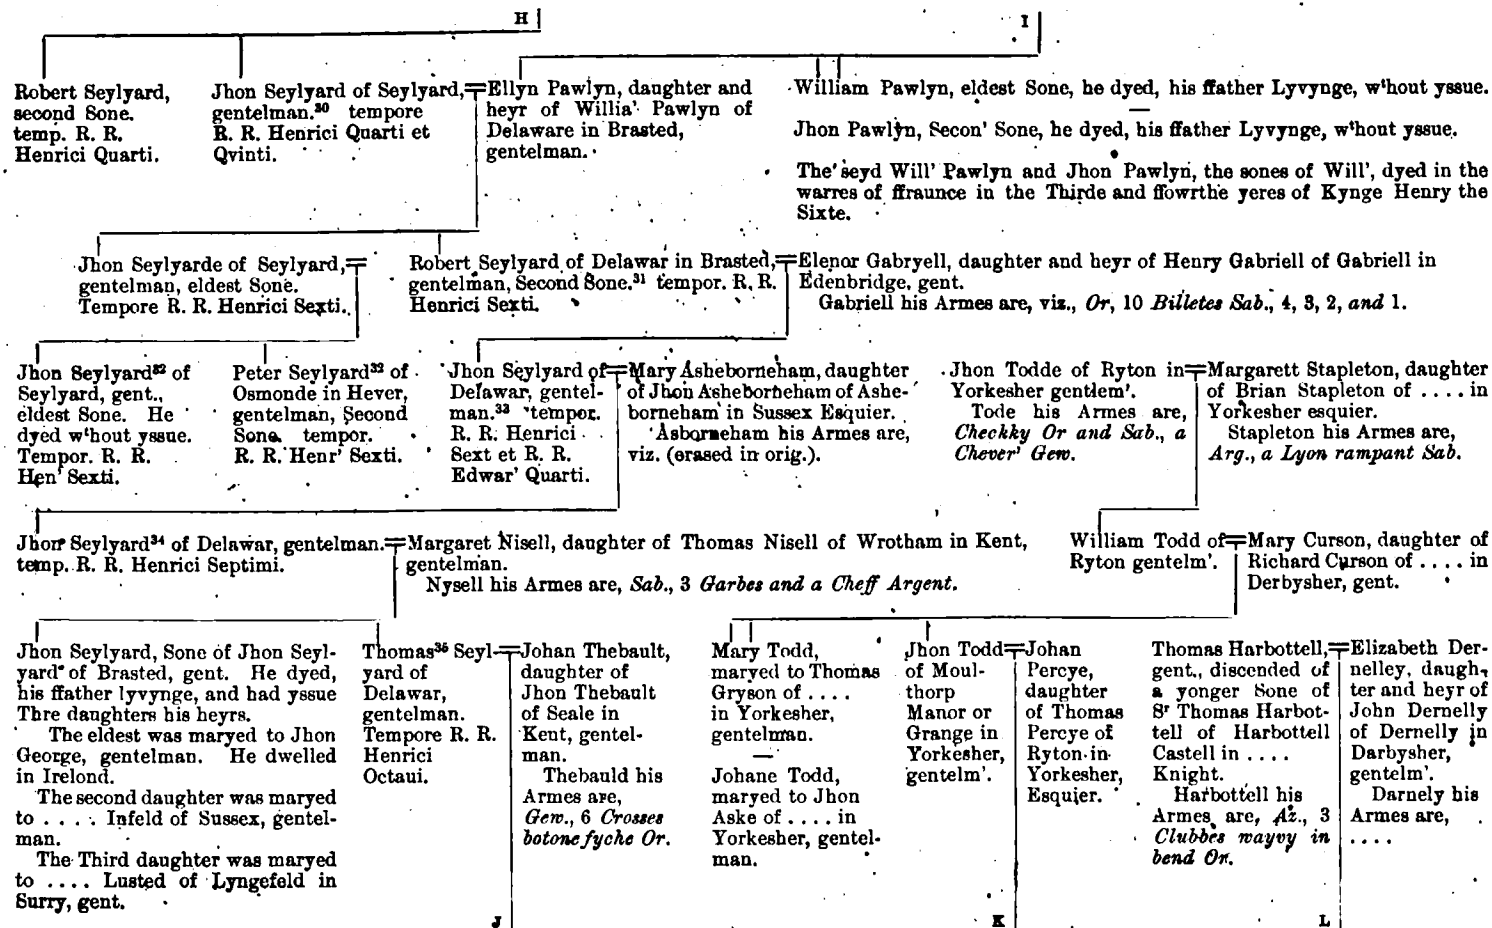 H
I
Robert Seylyard,
second Sone.
temp. R. R.
Henrici Quarti.
Jhon Seylyard of Seylyard,
gentelman.³⁰ tempore
R. R. Henrici Quarti et
Qvinti.
Ellyn Pawlyn, daughter and
heyr of Willia' Pawlyn of
Delaware in Brasted,
gentelman.
William Pawlyn, eldest Sone, he dyed, his ffather Lyvynge, wᵗhout yssue.
—
Jhon Pawlyn, Secon' Sone, he dyed, his ffather Lyvynge, wᵗhout yssue.
The seyd Will' Pawlyn and Jhon Pawlyn, the sones of Will', dyed in the
warres of ffraunce in the Thirde and ffowrthe yeres of Kynge Henry the
Sixte.
Jhon Seylyarde of Seylyard,
gentelman, eldest Sone.
Tempore R. R. Henrici Sexti.
Robert Seylyard of Delawar in Brasted,
gentelman, Second Sone.³¹ tempor. R. R.
Henrici Sexti.
Elenor Gabryell, daughter and heyr of Henry Gabriell of Gabriell in
Edenbridge, gent.
Gabriell his Armes are, viz., Or, 10 Billetes Sab., 4, 3, 2, and 1.
Jhon Seylyard³² of
Seylyard, gent.,
eldest Sone. He
dyed wᵗhout yssue.
Tempor. R. R.
Hen' Sexti.
Peter Seylyard³² of
Osmonde in Hever,
gentelman, Second
Sone. tempor.
R. R. Henr' Sexti.
Jhon Seylyard of
Delawar, gentel-
man.³³ tempor.
R. R. Henrici
Sext et R. R.
Edwar' Quarti.
Mary Asheborneham, daughter
of Jhon Asheborneham of Ashe-
borneham in Sussex Esquier.
Asborneham his Armes are,
viz. (erased in orig.).
Jhon Todde of Ryton in
Yorkesher gentlem'.
Tode his Armes are,
Checkky Or and Sab., a
Chever' Gew.
Margarett Stapleton, daughter
of Brian Stapleton of .... in
Yorkesher esquier.
Stapleton his Armes are,
Arg., a Lyon rampant Sab.
Jhon Seylyard³⁴ of Delawar, gentelman.
temp. R. R. Henrici Septimi.
Margaret Nisell, daughter of Thomas Nisell of Wrotham in Kent,
gentelman.
Nysell his Armes are, Sab., 3 Garbes and a Cheff Argent.
William Todd of
Ryton gentelm'.
Mary Curson, daughter of
Richard Curson of .... in
Derbysher, gent.
Jhon Seylyard, Sone of Jhon Seyl-
yard of Brasted, gent. He dyed,
his ffather lyvynge, and had yssue
Thre daughters his heyrs.
The eldest was maryed to Jhon
George, gentelman. He dwelled
in Irelond.
The second daughter was maryed
to .... Infeld of Sussex, gentel-
man.
The Third daughter was maryed
to .... Lusted of Lyngefeld in
Surry, gent.
Thomas³⁵ Seyl-
yard of
Delawar,
gentelman.
Tempore R. R.
Henrici
Octaui.
Johan Thebault,
daughter of
Jhon Thebault
of Seale in
Kent, gentel-
man.
Thebauld his
Armes are,
Gew., 6 Crosses
botone fyche Or.
Mary Todd,
maryed to Thomas
Gryson of ....
in Yorkesher,
gentelman.
—
Johane Todd,
maryed to Jhon
Aske of .... in
Yorkesher, gentel-
man.
Jhon Todd
of Moul-
thorp
Manor or
Grange in
Yorkesher,
gentelm'.
Johan
Percye,
daughter
of Thomas
Percye of
Ryton in
Yorkesher,
Esquier.
Thomas Harbottell,
gent., discended of
a yonger Sone of
Sʳ Thomas Harbot-
tell of Harbottell
Castell in ....
Knight.
Harbottell his
Armes are, Az., 3
Clubbes wayvy in
bend Or.
Elizabeth Der-
nelley, daugh-
ter and heyr of
John Dernelly
of Dernelly in
Darbysher,
gentelm'.
Darnely his
Armes are,
....
J
K
L